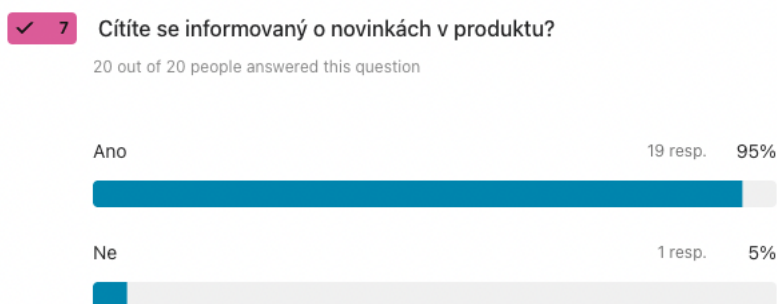 7 Cítíte se informovaný o novinkách v produktu?
20 out of 20 people answered this question
Ano 19 resp. 95%
Ne 1 resp. 5%